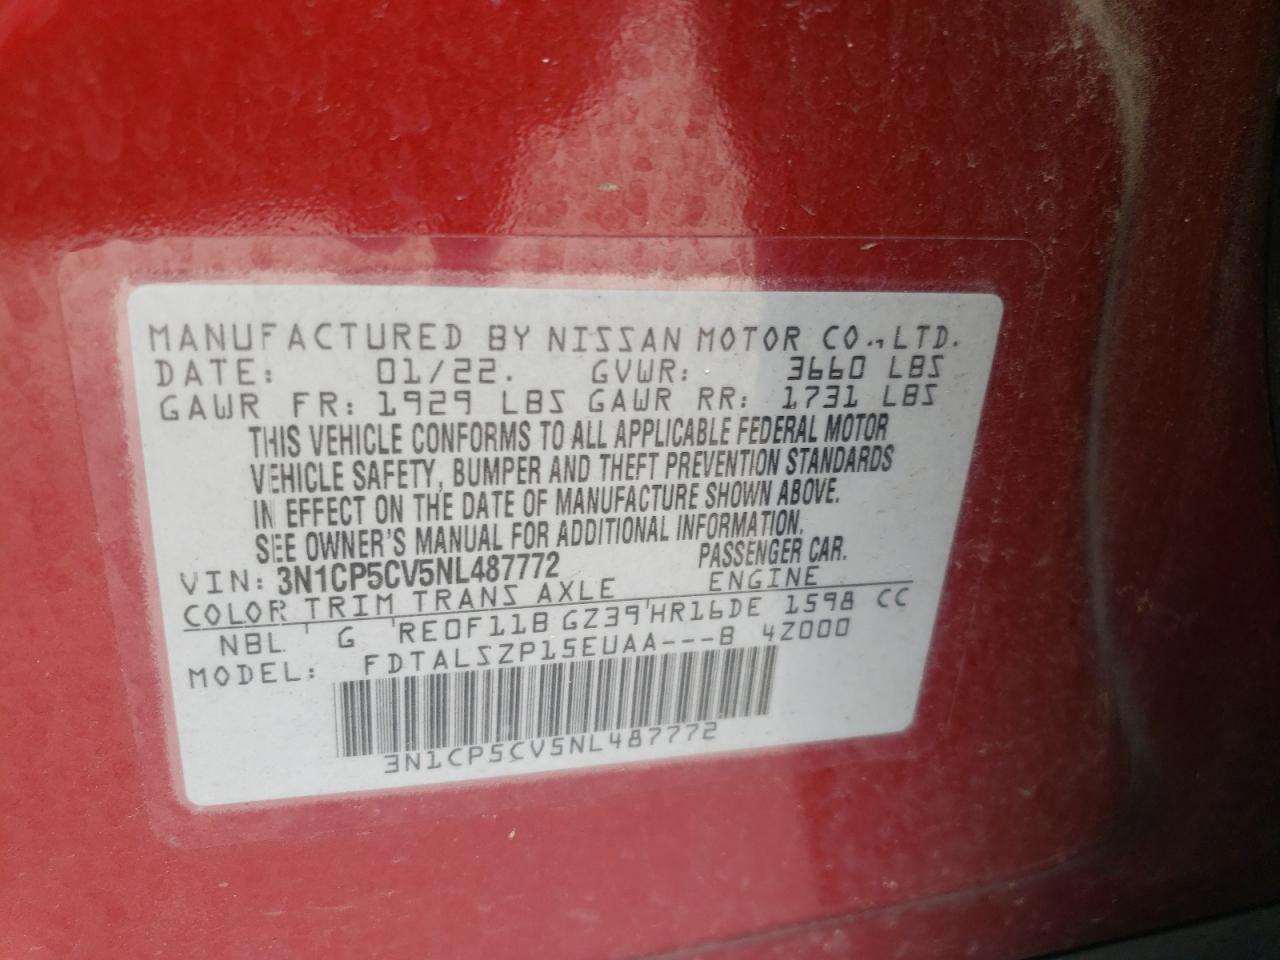 MANUFACTURED BY NISSAN MOTOR CO.,LTD.
DATE: 01/22. GVWR: 3660 LBS
GAWR FR: 1929 LBS GAWR RR: 1731 LBS
THIS VEHICLE CONFORMS TO ALL APPLICABLE FEDERAL MOTOR
VEHICLE SAFETY, BUMPER AND THEFT PREVENTION STANDARDS
IN EFFECT ON THE DATE OF MANUFACTURE SHOWN ABOVE.
SEE OWNER'S MANUAL FOR ADDITIONAL INFORMATION.
VIN: 3N1CP5CV5NL487772 PASSENGER CAR.
COLOR TRIM TRANS AXLE ENGINE
NBL G RE0F11B GZ39 HR16DE 1598 CC
MODEL: FDTALSZP15EUAA---B 4Z000
3N1CP5CV5NL487772